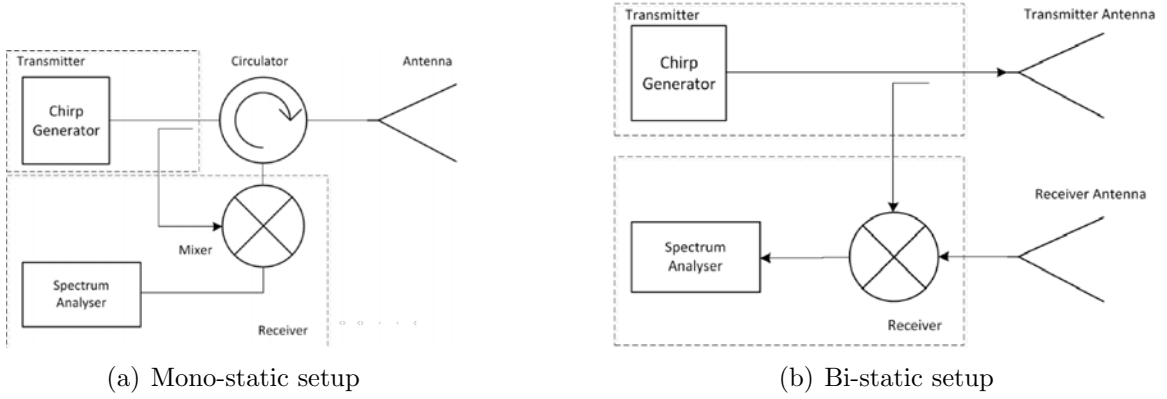 Transmitter
Circulator
Antenna
Chirp
Generator
Mixer
Spectrum
Analyser
Receiver
(a) Mono-static setup
Transmitter
Transmitter Antenna
Chirp
Generator
Receiver Antenna
Spectrum
Analyser
Receiver
(b) Bi-static setup